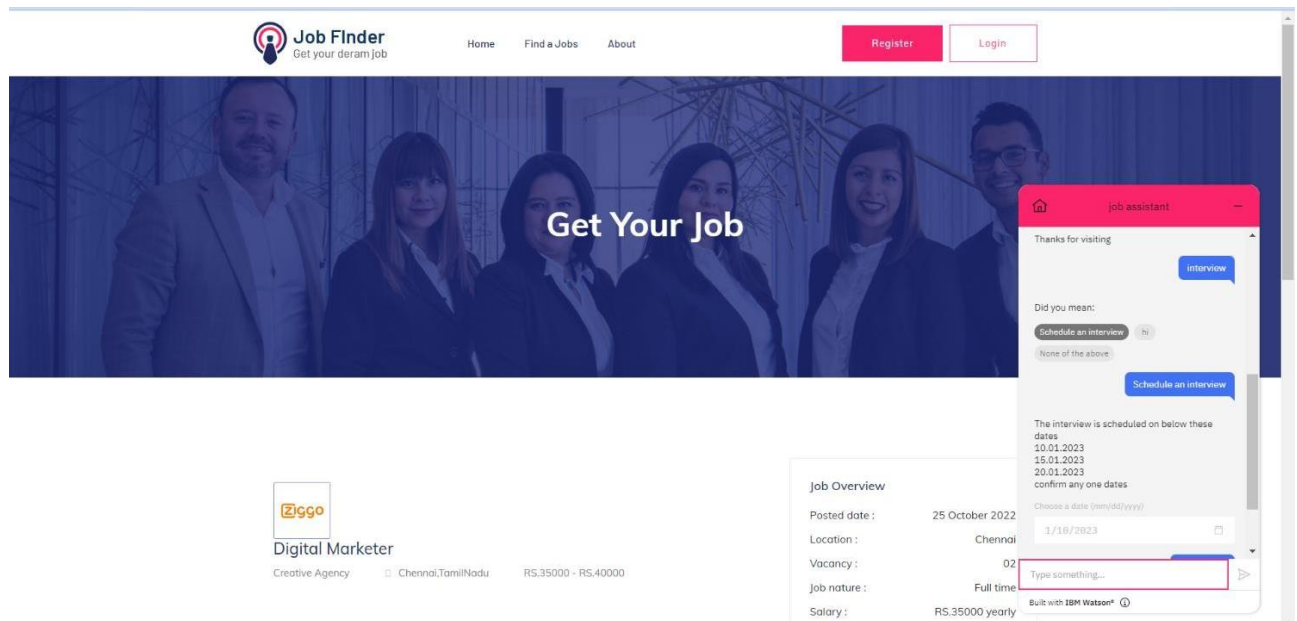 Job FInder
Get your deram job
Home Find a Jobs About
Register Login
Get Your Job
job assistant
Thanks for visiting
interview
Did you mean:
Schedule an interview hi
None of the above
Schedule an interview
The interview is scheduled on below these
dates
10.01.2023
15.01.2023
20.01.2023
confirm any one dates
Choose a date (mm/dd/yyyy)
1/10/2023
Type something...
Built with IBM Watson®
ziggo
Digital Marketer
Creative Agency Chennai,TamilNadu RS.35000 - RS.40000
Job Overview
Posted date : 25 October 2022
Location : Chennai
Vacancy : 02
Job nature : Full time
Salary : RS.35000 yearly